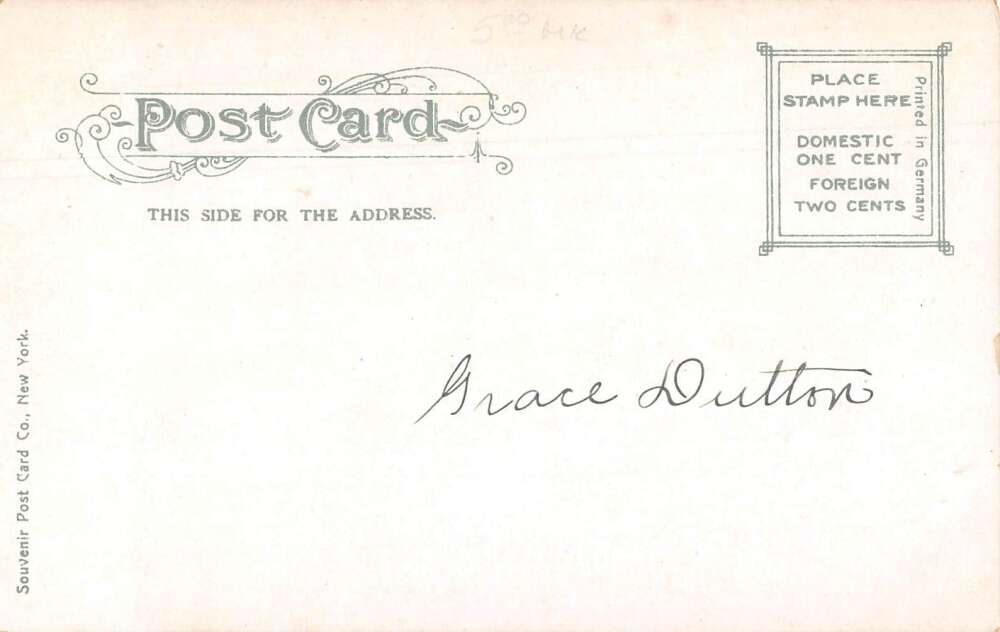 Post Card
THIS SIDE FOR THE ADDRESS.
PLACE
STAMP HERE
DOMESTIC
ONE CENT
FOREIGN
TWO CENTS
Printed in Germany
Grace Dutton
Souvenir Post Card Co., New York.